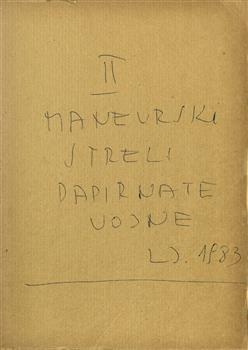 II
MANEVRSKI
STRELI
PAPIRNATE
VOJNE
LJ. 1983